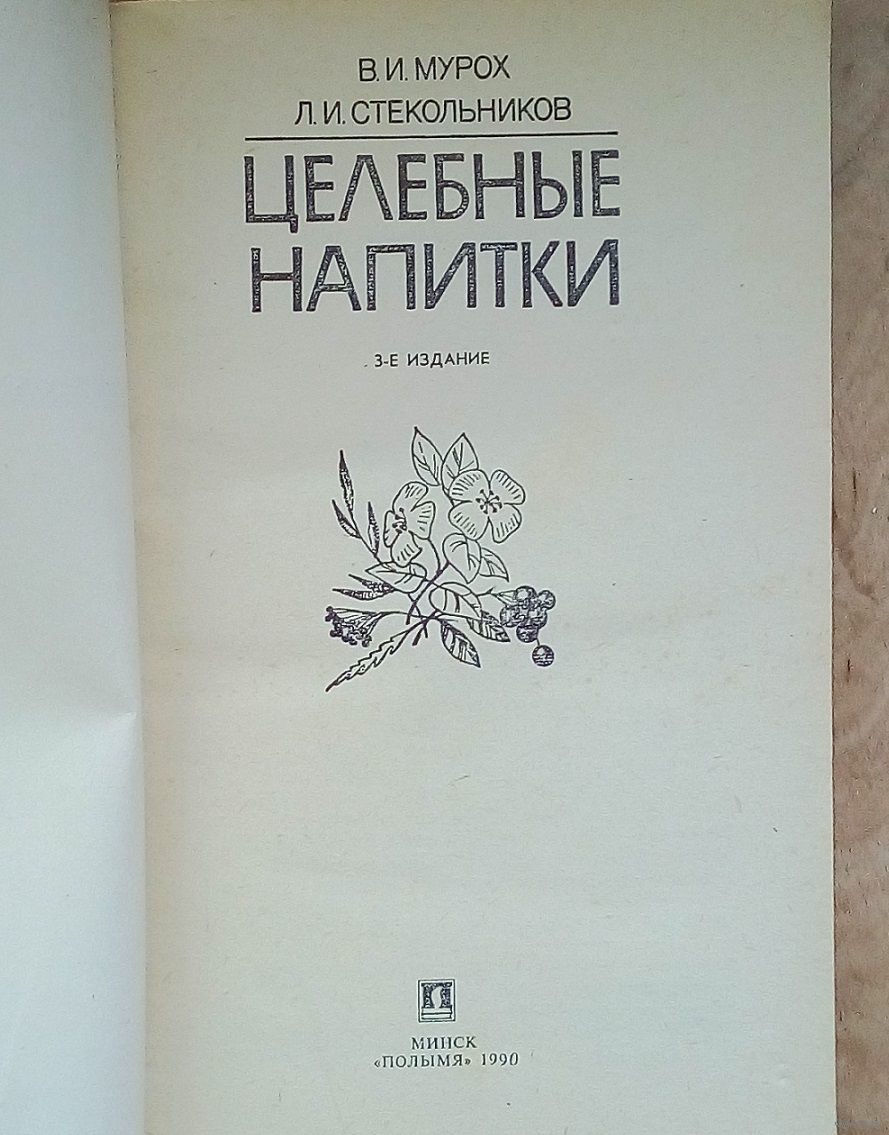 В. И. МУРОХ
Л. И. СТЕКОЛЬНИКОВ
ЦЕЛЕБНЫЕ
НАПИТКИ
3-Е ИЗДАНИЕ
МИНСК
«ПОЛЫМЯ» 1990